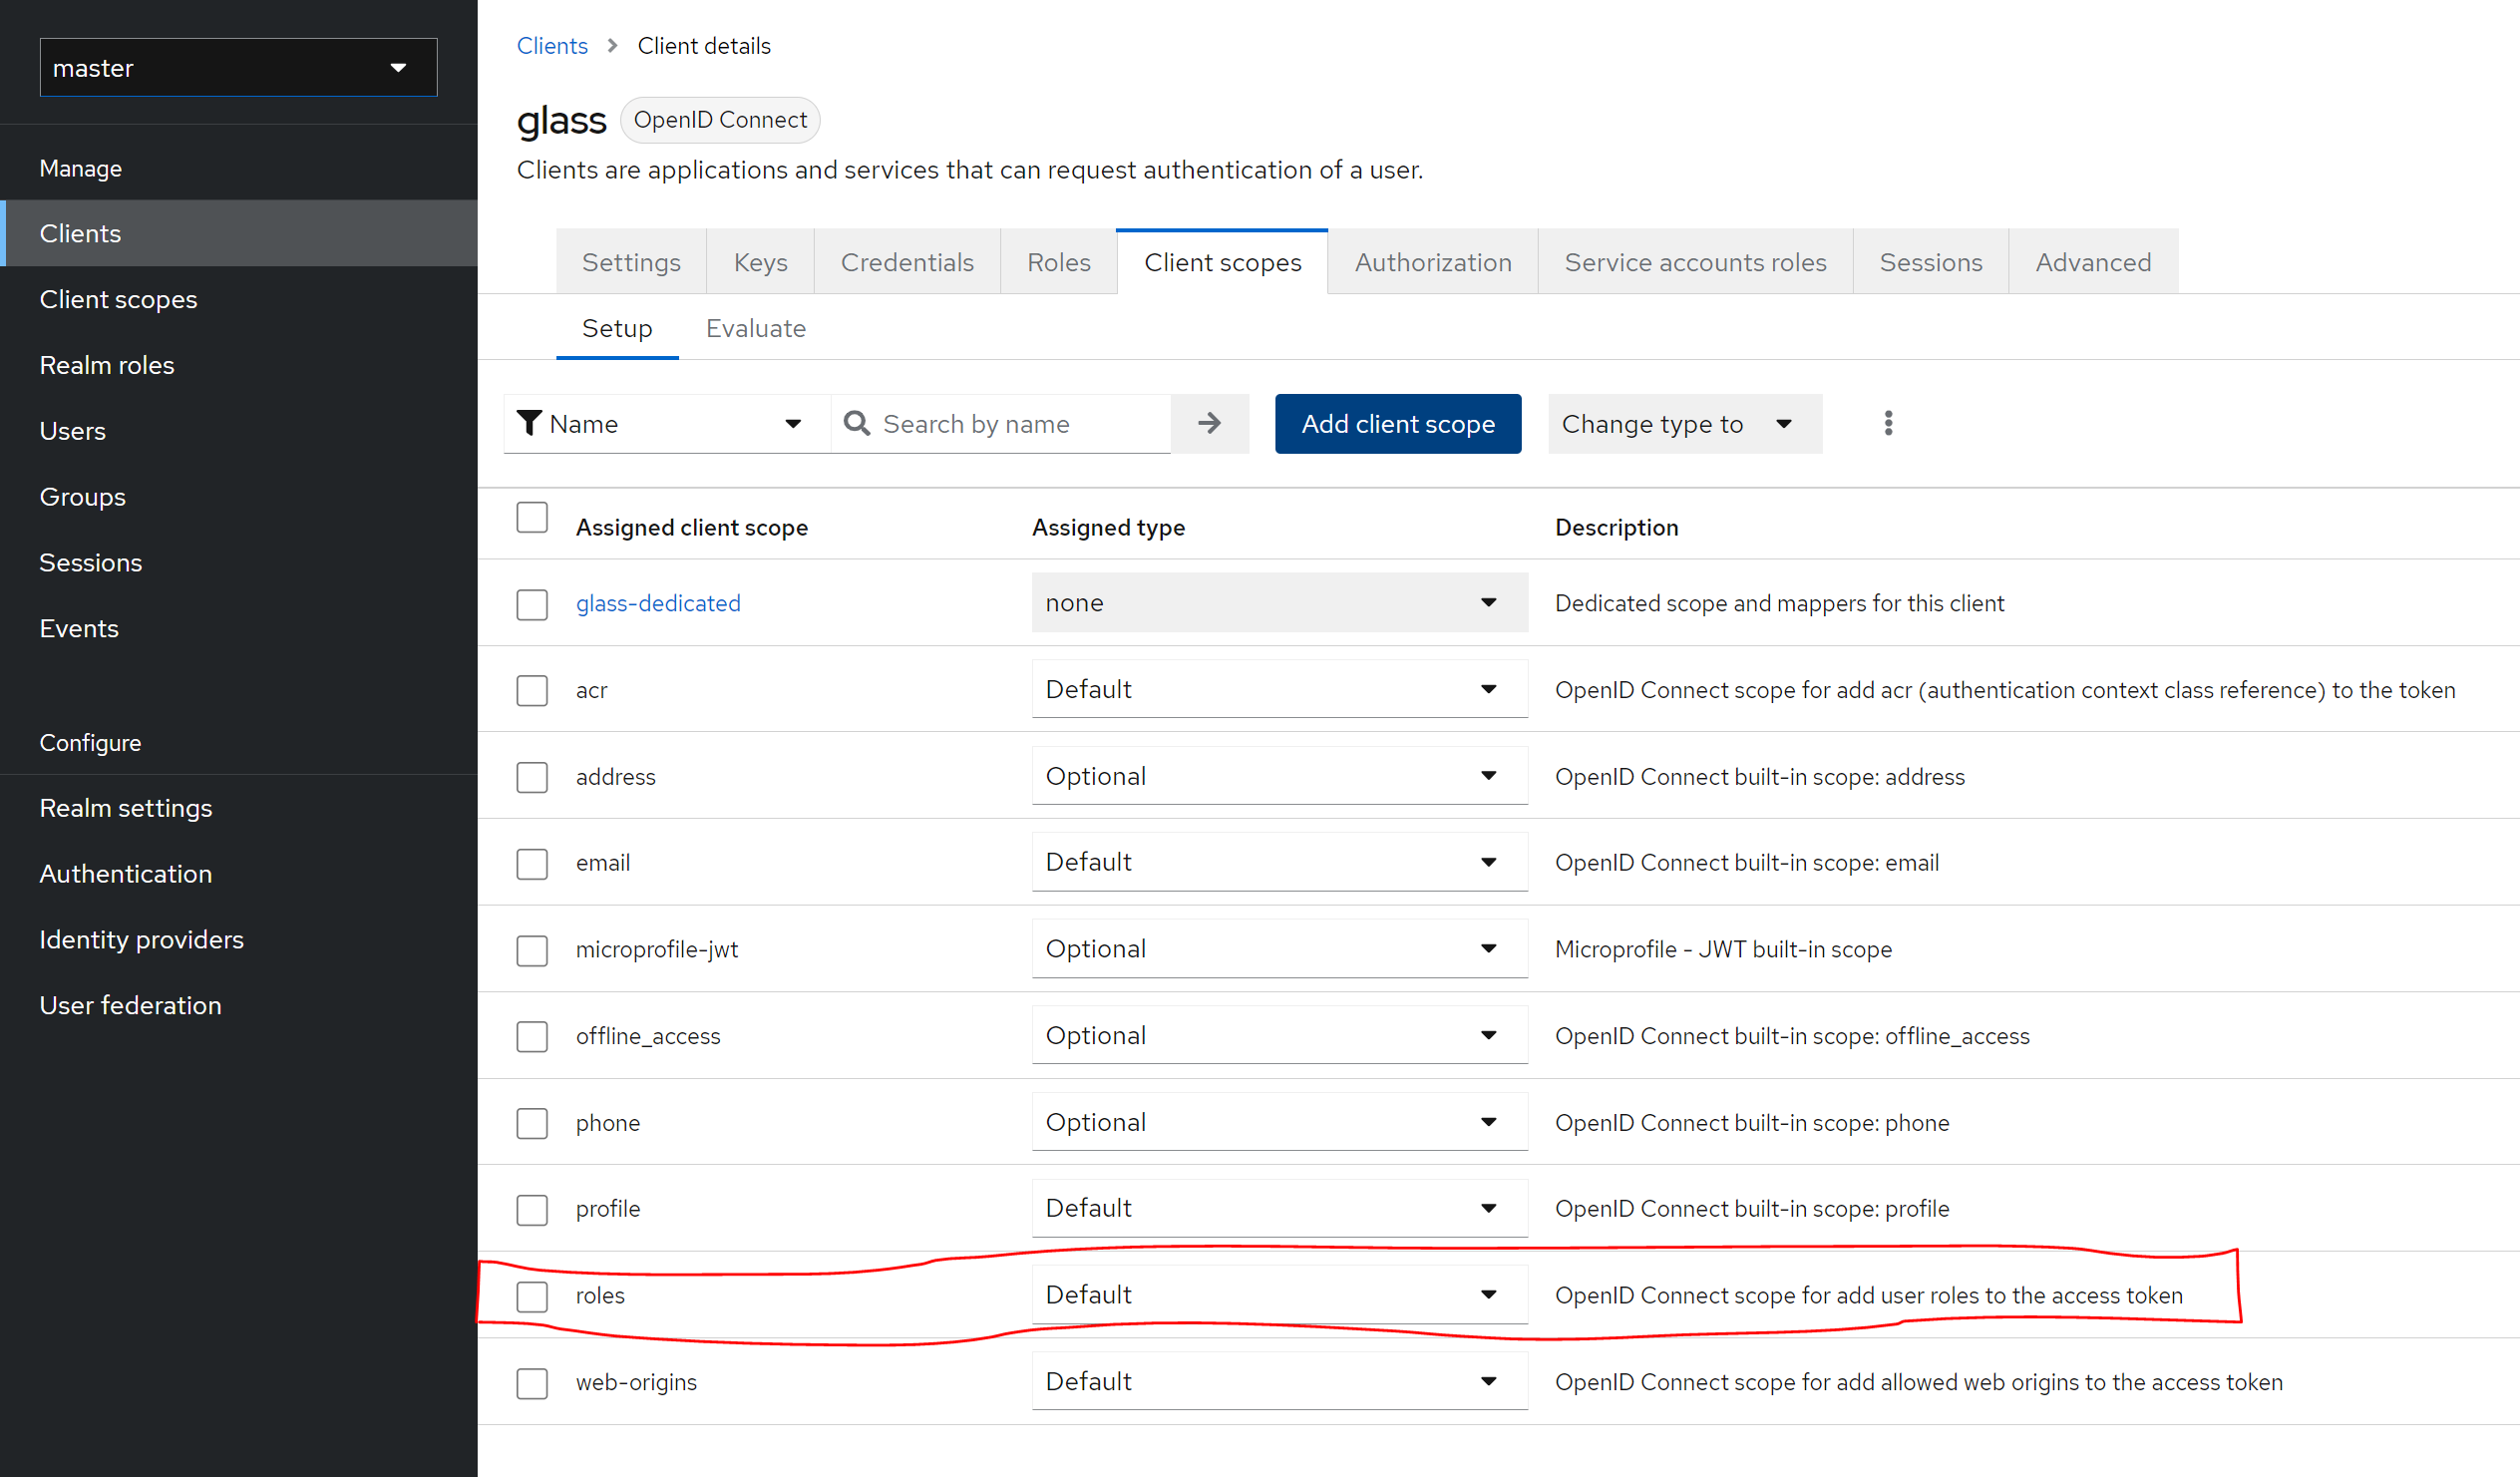 master
Manage
Clients
Client scopes
Realm roles
Users
Groups
Sessions
Events
Configure
Realm settings
Authentication
Identity providers
User federation
Clients Client details
glass OpenID Connect
Clients are applications and services that can request authentication of a user.
Settings Keys Credentials Roles Client scopes Authorization Service accounts roles Sessions Advanced
Setup Evaluate
Name Search by name Add client scope Change type to
Assigned client scope Assigned type Description
glass-dedicated none Dedicated scope and mappers for this client
acr Default OpenID Connect scope for add acr (authentication context class reference) to the token
address Optional OpenID Connect built-in scope: address
email Default OpenID Connect built-in scope: email
microprofile-jwt Optional Microprofile - JWT built-in scope
offline_access Optional OpenID Connect built-in scope: offline_access
phone Optional OpenID Connect built-in scope: phone
profile Default OpenID Connect built-in scope: profile
roles Default OpenID Connect scope for add user roles to the access token
web-origins Default OpenID Connect scope for add allowed web origins to the access token